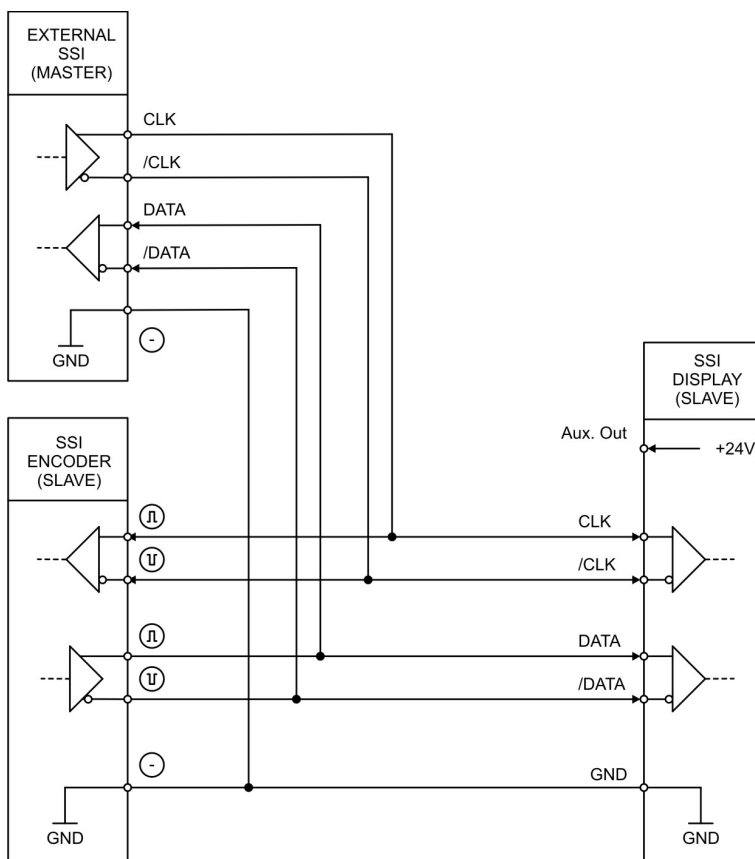 EXTERNAL
SSI
(MASTER)
CLK
/CLK
DATA
/DATA
-
GND
SSI
DISPLAY
(SLAVE)
Aux. Out
+24V
SSI
ENCODER
(SLAVE)
CLK
/CLK
DATA
/DATA
-
GND
GND
GND